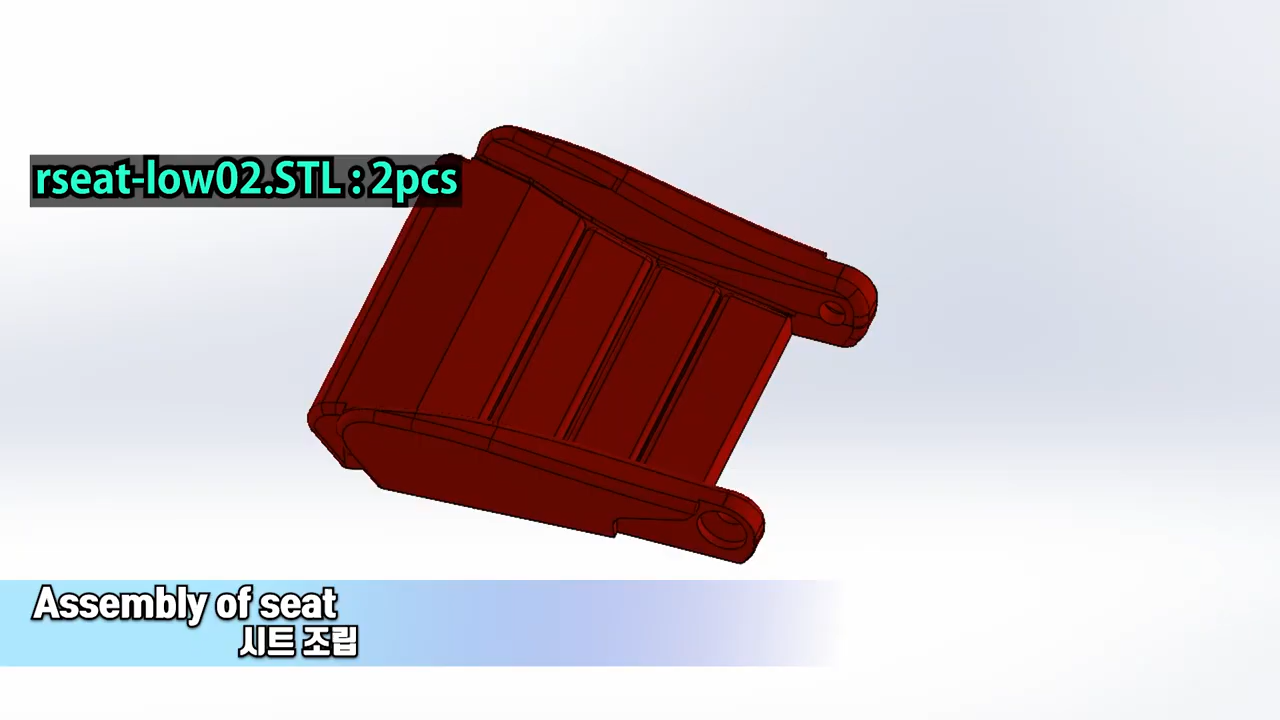 rseat-low02.STL : 2pcs
Assembly of seat
시트 조립